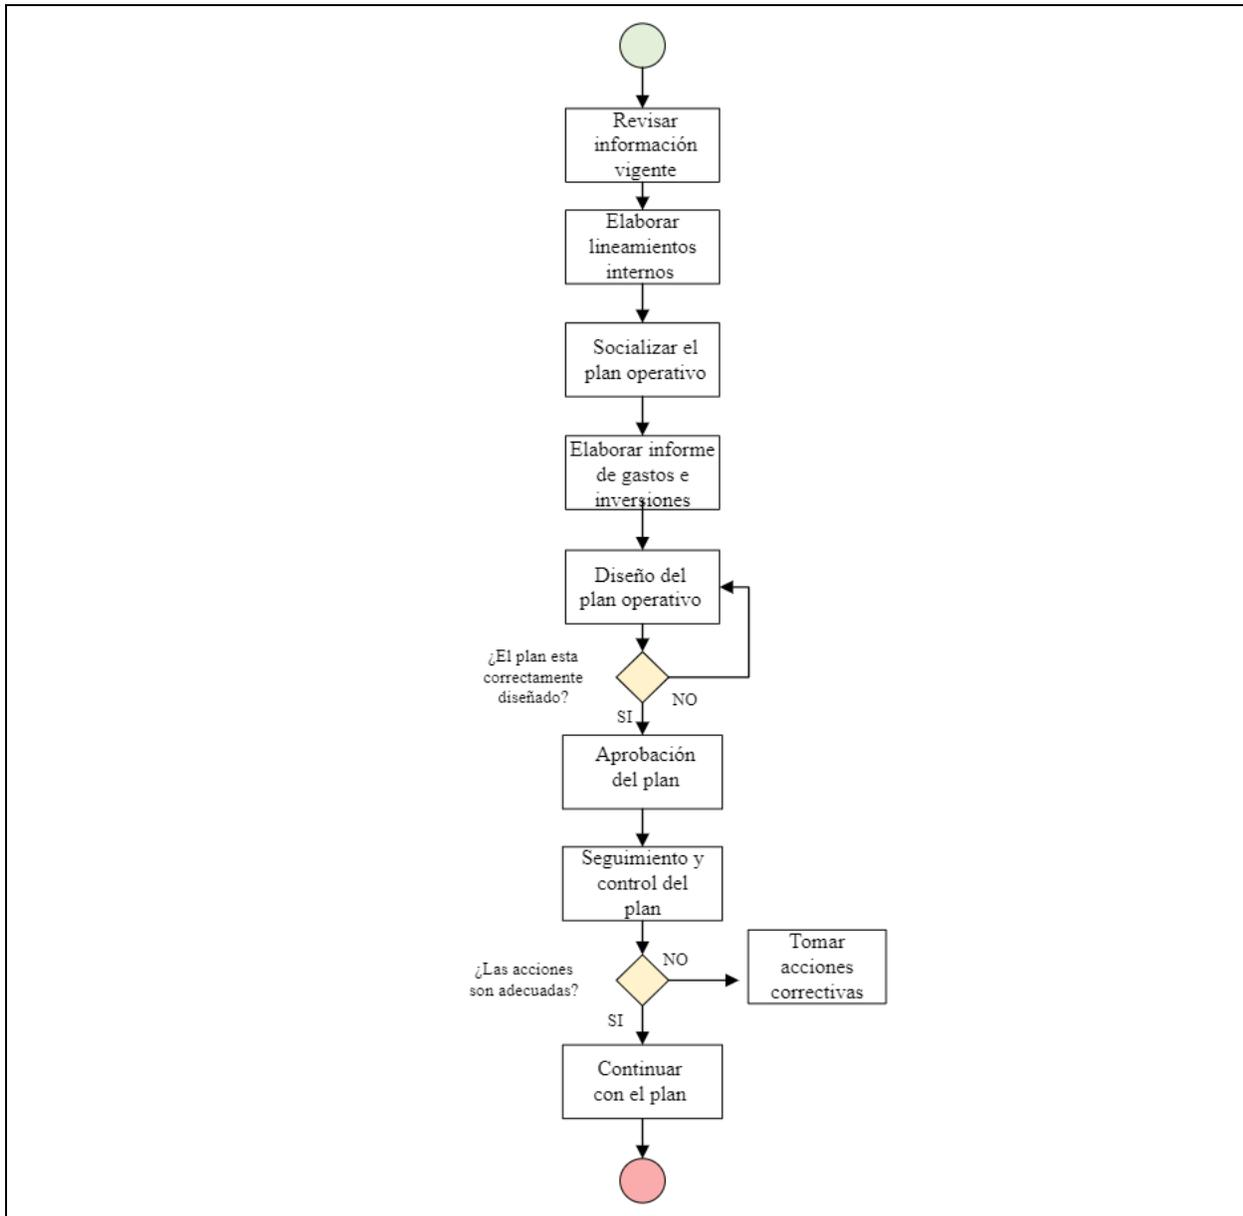 Revisar
información
vigente
Elaborar
lineamientos
internos
Socializar el
plan operativo
Elaborar informe
de gastos e
inversiones
Diseño del
plan operativo
¿El plan esta
correctamente
diseñado?
NO
SI
Aprobación
del plan
Seguimiento y
control del
plan
¿Las acciones
son adecuadas?
NO
Tomar
acciones
correctivas
SI
Continuar
con el plan